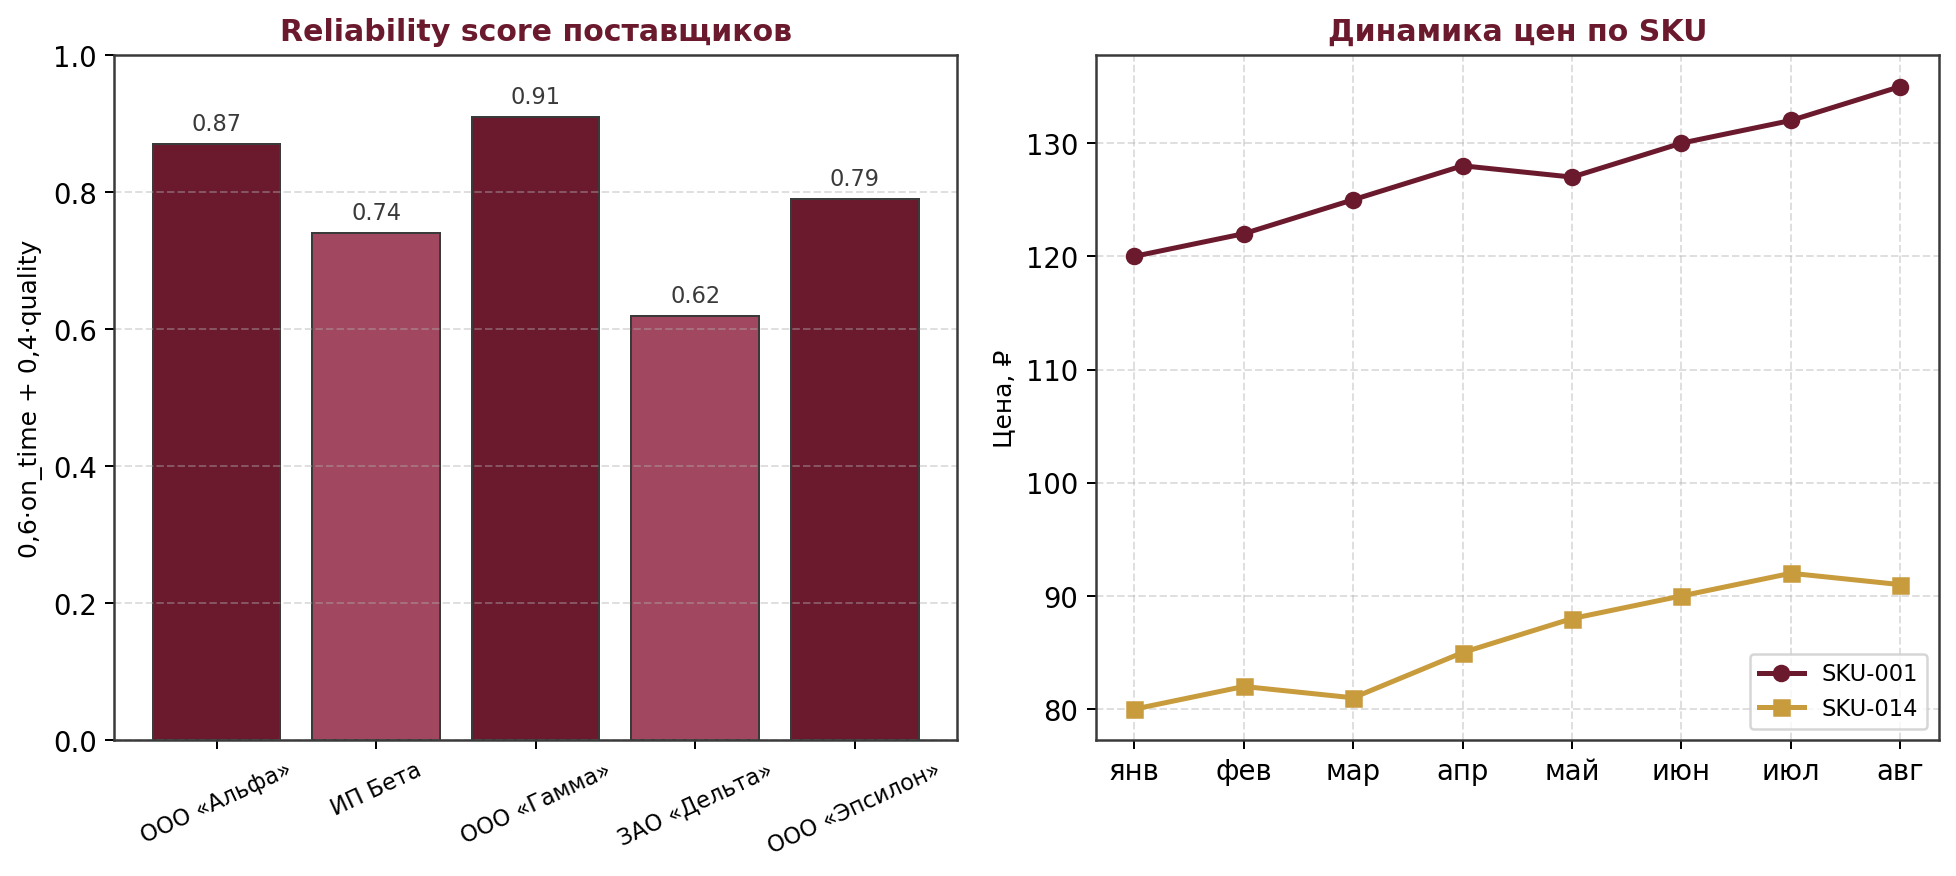 Reliability score поставщиков
0,6·on_time + 0,4·quality
1.0
0.8
0.6
0.4
0.2
0.0
0.87
0.74
0.91
0.62
0.79
ООО «Альфа»
ИП Бета
ООО «Гамма»
ЗАО «Дельта»
ООО «Эпсилон»
Динамика цен по SKU
Цена, ₽
130
120
110
100
90
80
SKU-001
SKU-014
янв фев мар апр май июн июл авг